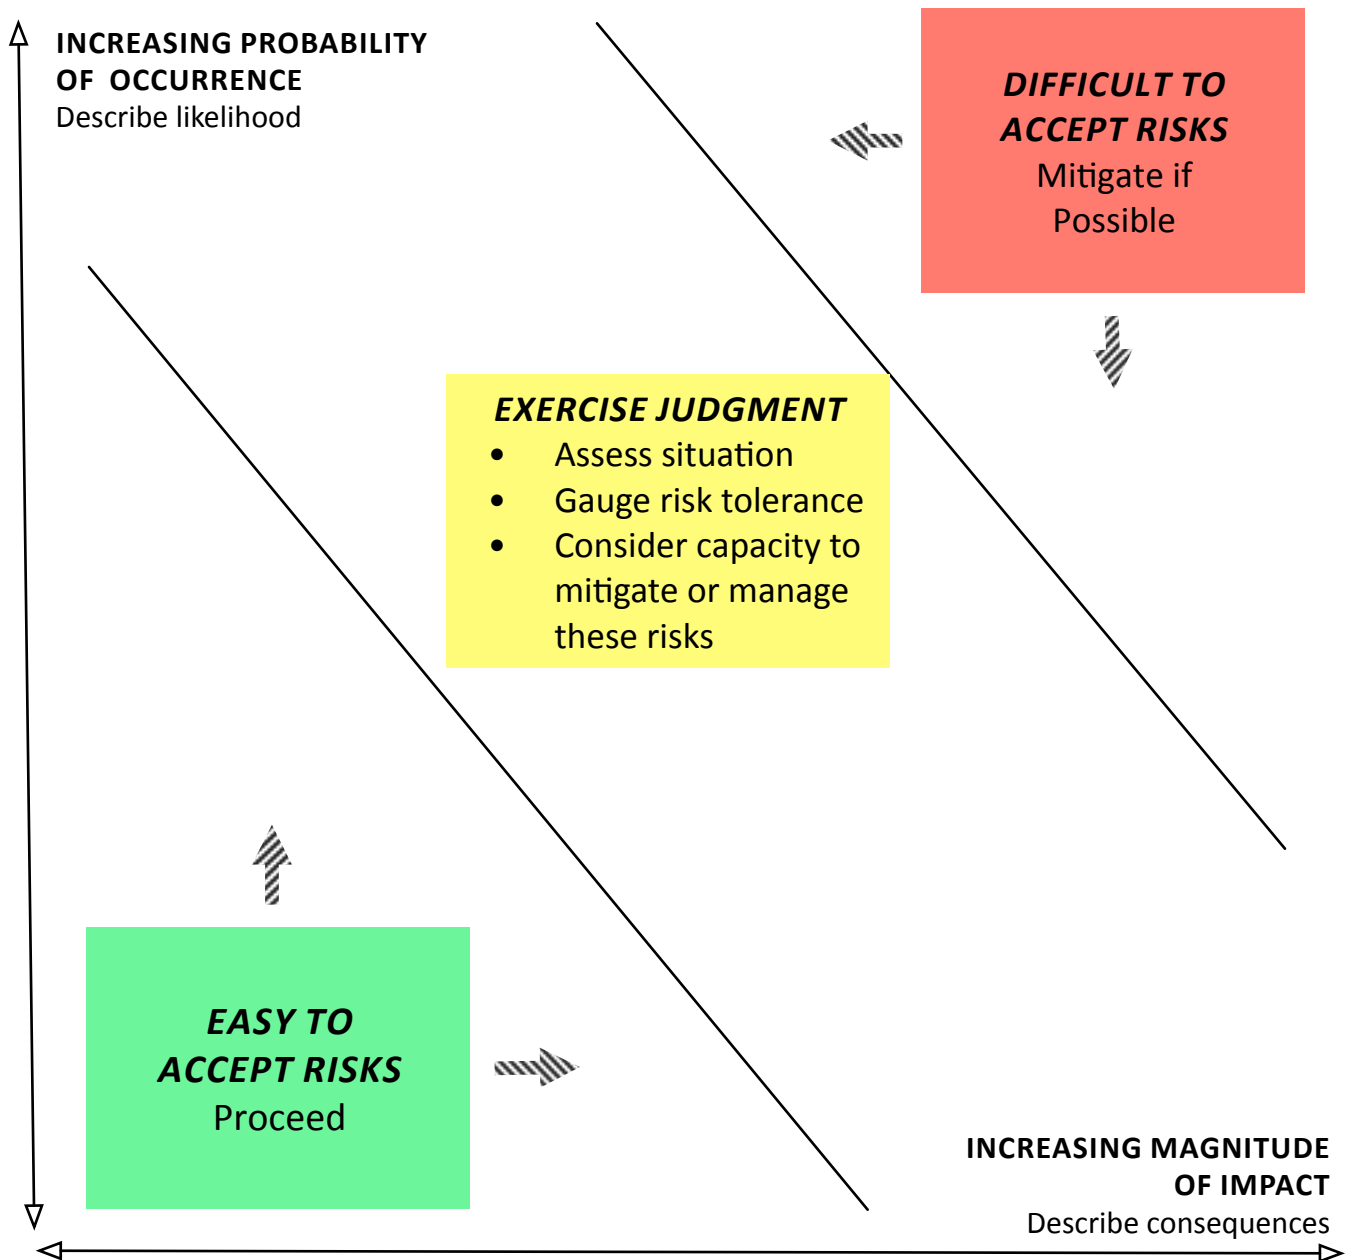 INCREASING PROBABILITY
OF OCCURRENCE
Describe likelihood
DIFFICULT TO
ACCEPT RISKS
Mitigate if
Possible
EXERCISE JUDGMENT
• Assess situation
• Gauge risk tolerance
• Consider capacity to
mitigate or manage
these risks
EASY TO
ACCEPT RISKS
Proceed
INCREASING MAGNITUDE
OF IMPACT
Describe consequences